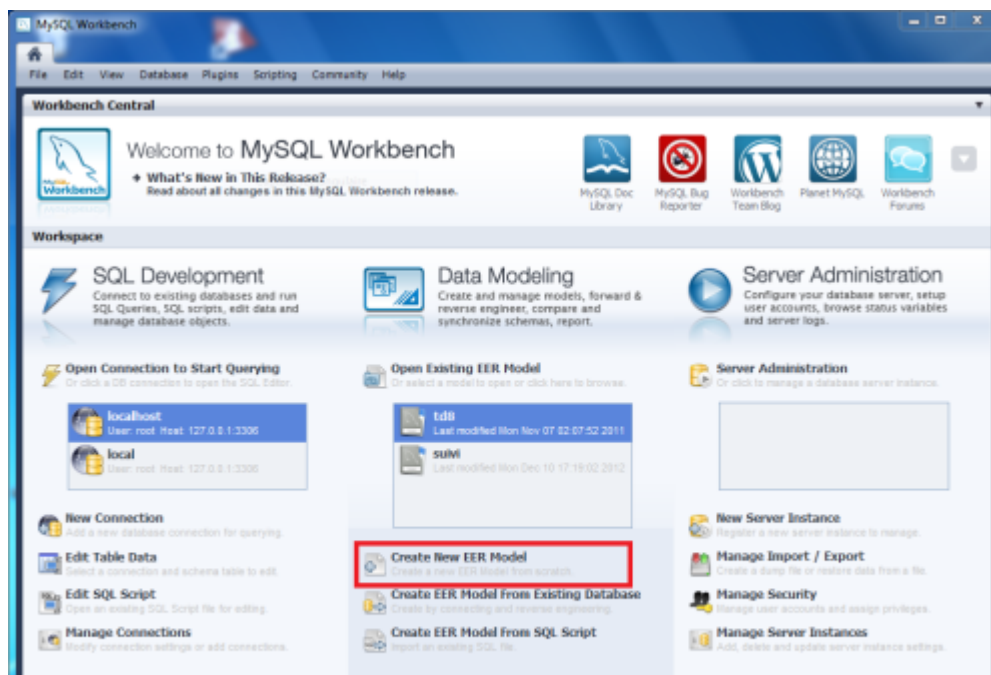 MySQL Workbench
File Edit View Database Plugins Scripting Community Help
Workbench Central
MySQL Workbench
Welcome to MySQL Workbench
What's New in This Release?
Read about all changes in this MySQL Workbench release.
MySQL Doc Library
MySQL Bug Reporter
Workbench Team Blog
Planet MySQL
Workbench Forums
Workspace
SQL Development
Connect to existing databases and run
SQL Queries, SQL scripts, edit data and
manage database objects.
Open Connection to Start Querying
Or click a DB connection to open the SQL Editor.
localhost
User: root Host: 127.0.0.1:3306
local
User: root Host: 127.0.0.1:3306
New Connection
Add a new database connection for querying.
Edit Table Data
Select a connection and schema table to edit.
Edit SQL Script
Open an existing SQL Script file for editing.
Manage Connections
Modify connection settings or add connections.
Data Modeling
Create and manage models, forward &
reverse engineer, compare and
synchronize schemas, report.
Open Existing EER Model
Or select a model to open or click here to browse.
td8
Last modified Mon Nov 07 02:07:52 2011
suivi
Last modified Mon Dec 10 17:19:02 2012
Create New EER Model
Create a new EER Model from scratch.
Create EER Model From Existing Database
Create by connecting and reverse engineering.
Create EER Model From SQL Script
Import an existing SQL file.
Server Administration
Configure your database server, setup
user accounts, browse status variables
and server logs.
Server Administration
Or click to manage a database server instance.
New Server Instance
Register a new server instance to manage.
Manage Import / Export
Create a dump file or restore data from a file.
Manage Security
Manage user accounts and assign privileges.
Manage Server Instances
Add, delete and update server instance settings.